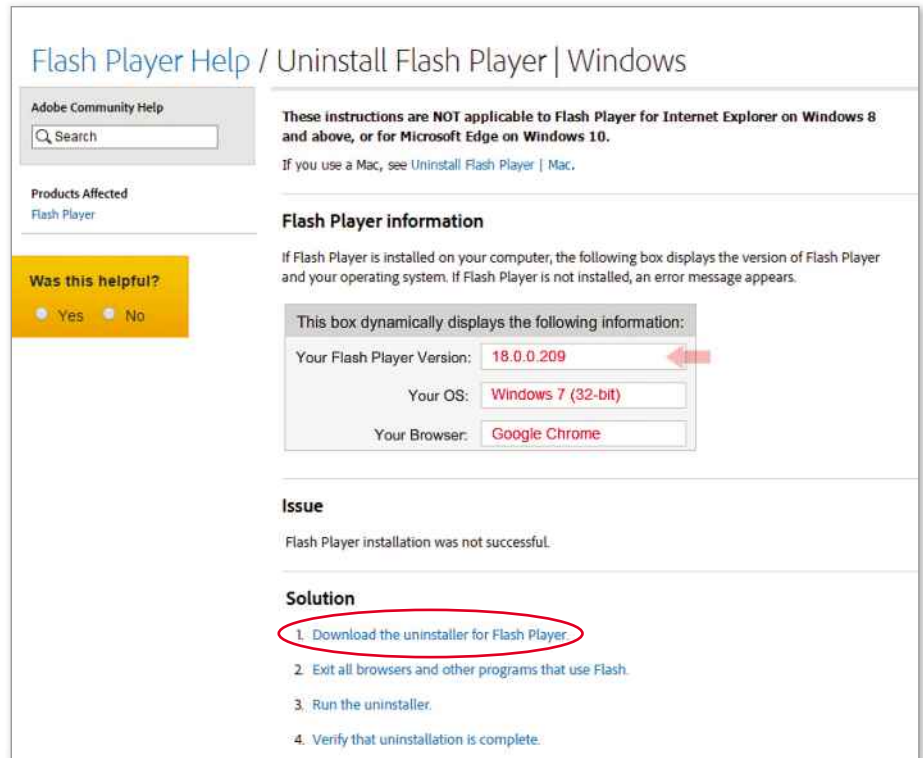 Flash Player Help / Uninstall Flash Player | Windows
Adobe Community Help
Search
Products Affected
Flash Player
Was this helpful?
Yes No
These instructions are NOT applicable to Flash Player for Internet Explorer on Windows 8
and above, or for Microsoft Edge on Windows 10.
If you use a Mac, see Uninstall Flash Player | Mac.
Flash Player information
If Flash Player is installed on your computer, the following box displays the version of Flash Player
and your operating system. If Flash Player is not installed, an error message appears.
This box dynamically displays the following information:
Your Flash Player Version: 18.0.0.209
Your OS: Windows 7 (32-bit)
Your Browser: Google Chrome
Issue
Flash Player installation was not successful.
Solution
1. Download the uninstaller for Flash Player.
2. Exit all browsers and other programs that use Flash.
3. Run the uninstaller.
4. Verify that uninstallation is complete.